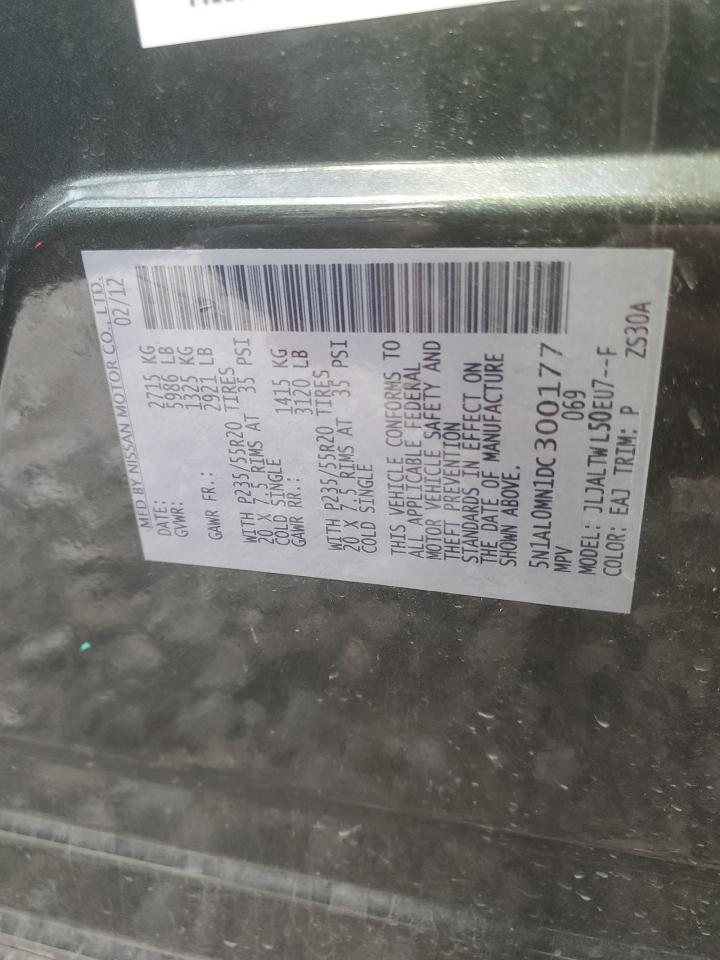 MFD BY NISSAN MOTOR CO., LTD.
DATE: 02/12
GVWR: 2715 KG
5986 LB
GAWR FR.: 1325 KG
2921 LB
WITH P235/55R20 TIRES
20 X 7.5 RIMS AT 35 PSI
COLD SINGLE
GAWR RR.: 1415 KG
3120 LB
WITH P235/55R20 TIRES
20 X 7.5 RIMS AT 35 PSI
COLD SINGLE
THIS VEHICLE CONFORMS TO
ALL APPLICABLE FEDERAL
MOTOR VEHICLE SAFETY AND
THEFT PREVENTION
STANDARDS IN EFFECT ON
THE DATE OF MANUFACTURE
SHOWN ABOVE.
5N1AL0MN1DC300177
MPV 069
MODEL: JLJALTWL50EU7--F
COLOR: EAJ TRIM: P ZS30A